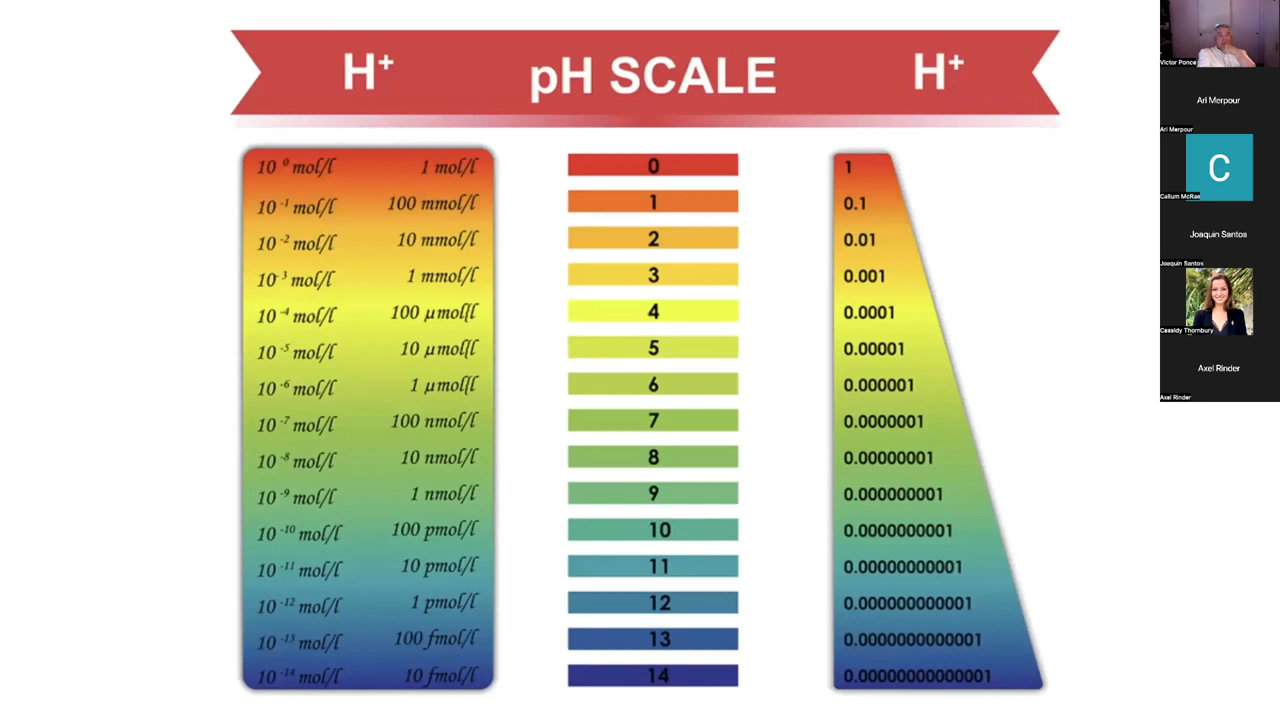 H⁺ pH SCALE H⁺
10 ⁰ mol/l 1 mol/l 0 1
10 ⁻¹ mol/l 100 mmol/l 1 0.1
10 ⁻² mol/l 10 mmol/l 2 0.01
10 ⁻³ mol/l 1 mmol/l 3 0.001
10 ⁻⁴ mol/l 100 µmol/l 4 0.0001
10 ⁻⁵ mol/l 10 µmol/l 5 0.00001
10 ⁻⁶ mol/l 1 µmol/l 6 0.000001
10 ⁻⁷ mol/l 100 nmol/l 7 0.0000001
10 ⁻⁸ mol/l 10 nmol/l 8 0.00000001
10 ⁻⁹ mol/l 1 nmol/l 9 0.000000001
10 ⁻¹⁰ mol/l 100 pmol/l 10 0.0000000001
10 ⁻¹¹ mol/l 10 pmol/l 11 0.00000000001
10 ⁻¹² mol/l 1 pmol/l 12 0.000000000001
10 ⁻¹³ mol/l 100 fmol/l 13 0.0000000000001
10 ⁻¹⁴ mol/l 10 fmol/l 14 0.00000000000001
Victor Ponce
Ari Merpour
Ari Merpour
C
Callum McRae
Joaquin Santos
Joaquin Santos
Cassidy Thornbury
Axel Rinder
Axel Rinder